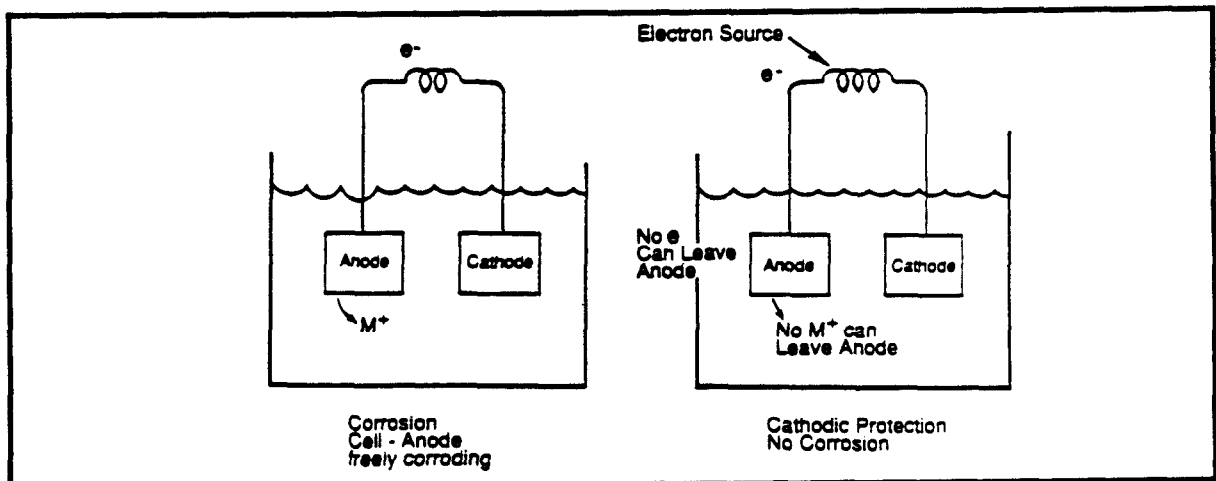 e-
Anode
Cathode
M+
Corrosion
Cell - Anode
freely corroding
Electron Source
e-
No e
Can Leave
Anode
Anode
Cathode
No M+ can
Leave Anode
Cathodic Protection
No Corrosion